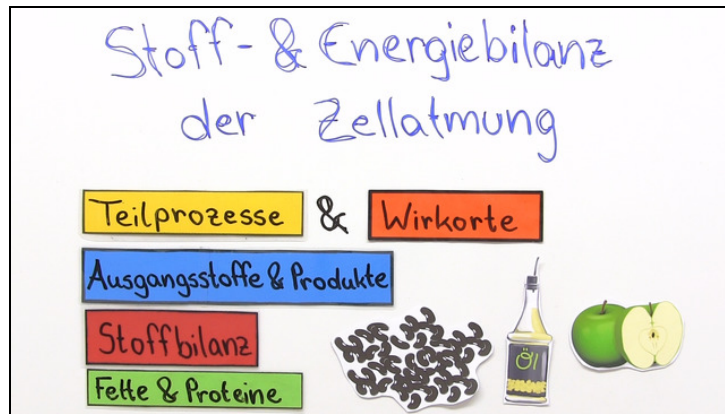 Stoff- & Energiebilanz
der Zellatmung
Teilprozesse & Wirkorte
Ausgangsstoffe & Produkte
Stoffbilanz
Öl
Fette & Proteine